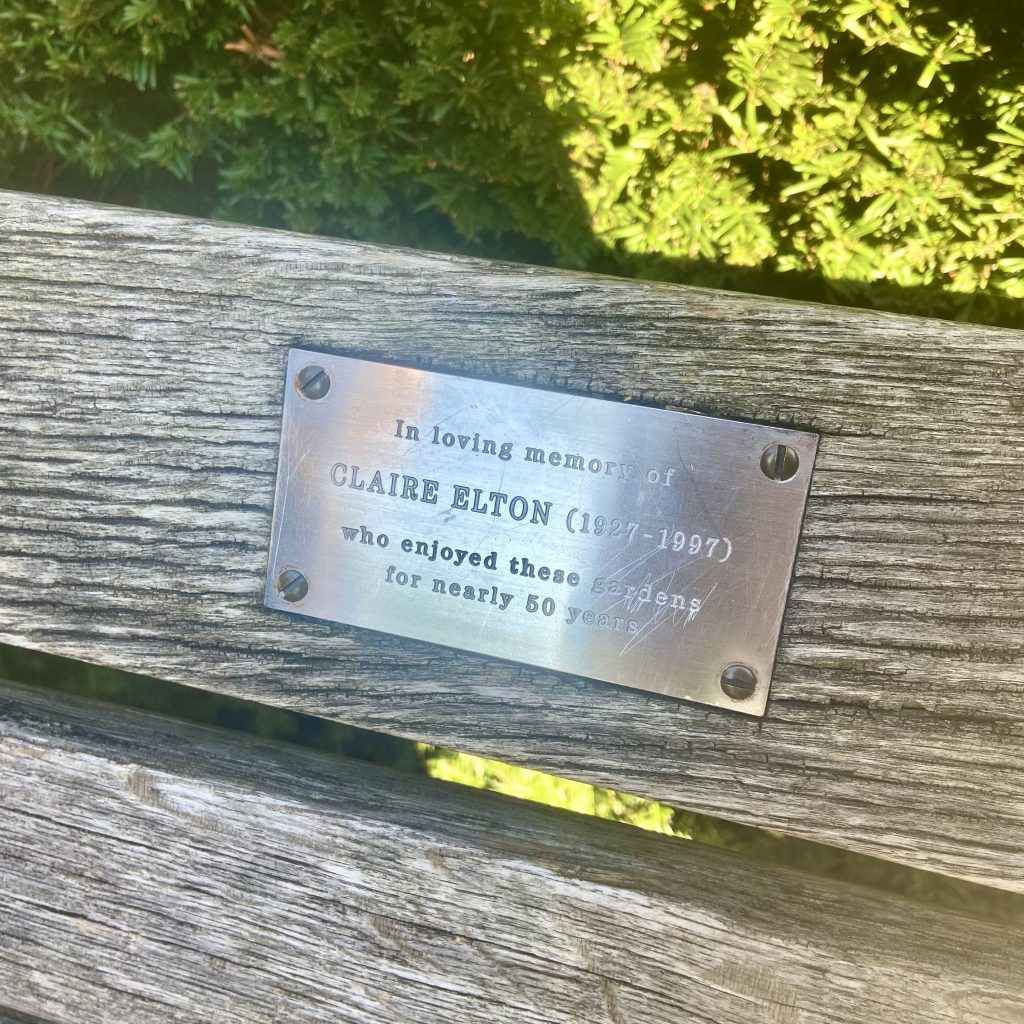 In loving memory of
CLAIRE ELTON (1927-1997)
who enjoyed these gardens
for nearly 50 years